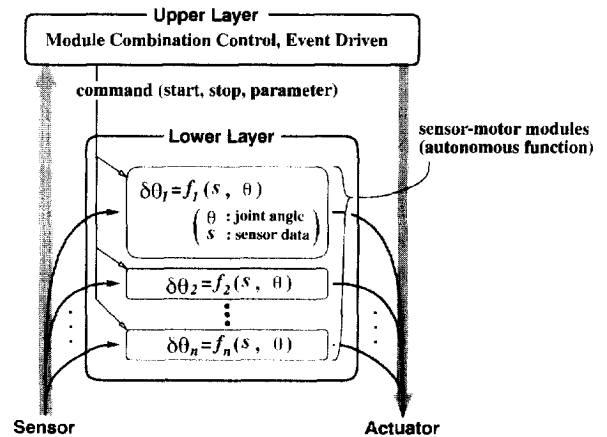 Upper Layer
Module Combination Control, Event Driven
command (start, stop, parameter)
sensor-motor modules
(autonomous function)
Lower Layer
δθ1=f1(s, θ)
( θ : joint angle
s : sensor data )
δθ2=f2(s, θ)
δθn=fn(s, θ)
Sensor
Actuator